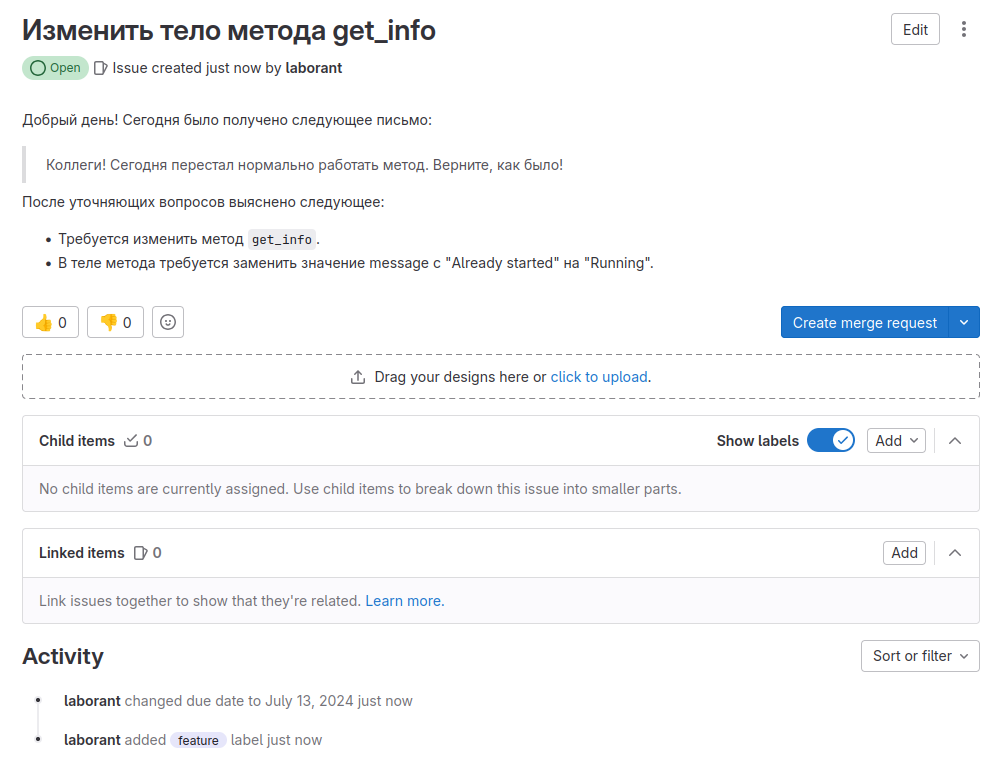 Изменить тело метода get_info
Edit
Open Issue created just now by laborant
Добрый день! Сегодня было получено следующее письмо:
Коллеги! Сегодня перестал нормально работать метод. Верните, как было!
После уточняющих вопросов выяснено следующее:
• Требуется изменить метод get_info.
• В теле метода требуется заменить значение message с "Already started" на "Running".
👍 0 👎 0
Create merge request
Drag your designs here or click to upload.
Child items 0
Show labels
Add
No child items are currently assigned. Use child items to break down this issue into smaller parts.
Linked items 0
Add
Link issues together to show that they're related. Learn more.
Activity
Sort or filter
laborant changed due date to July 13, 2024 just now
laborant added feature label just now